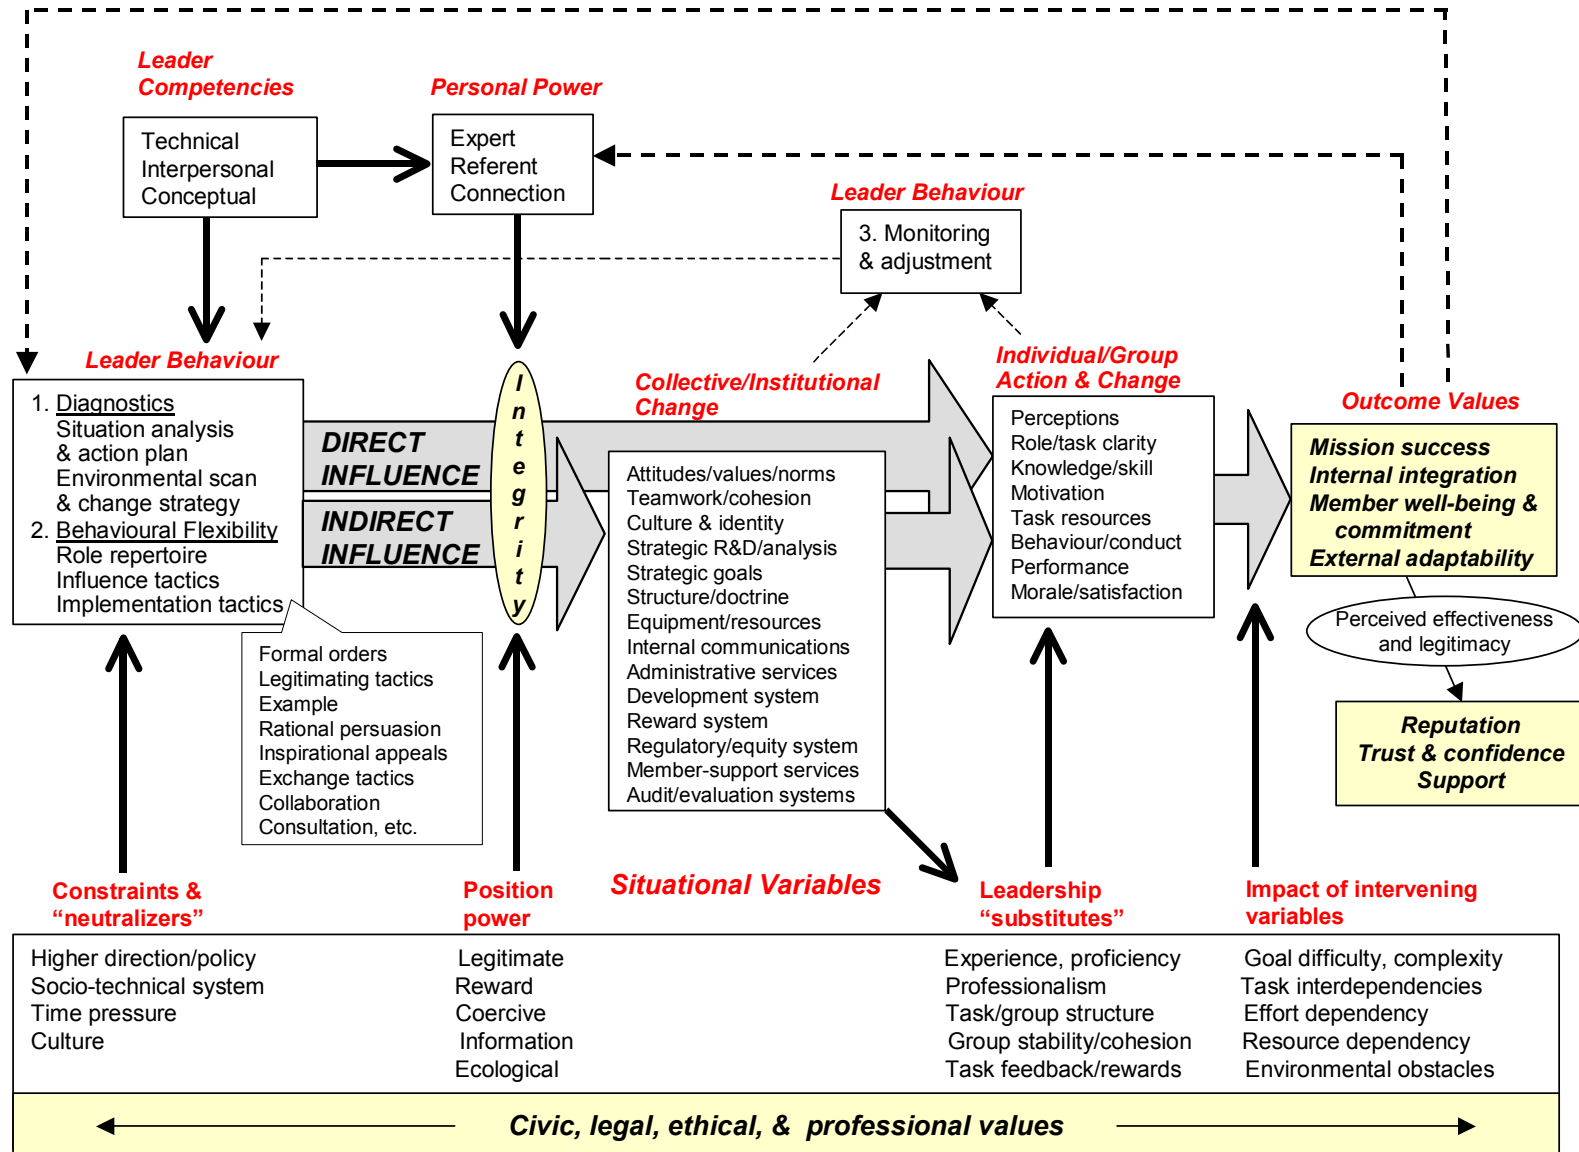 Leader
Competencies
Technical
Interpersonal
Conceptual
Personal Power
Expert
Referent
Connection
Leader Behaviour
3. Monitoring
& adjustment
Leader Behaviour
1. Diagnostics
Situation analysis
& action plan
Environmental scan
& change strategy
2. Behavioural Flexibility
Role repertoire
Influence tactics
Implementation tactics
Formal orders
Legitimating tactics
Example
Rational persuasion
Inspirational appeals
Exchange tactics
Collaboration
Consultation, etc.
DIRECT
INFLUENCE
INDIRECT
INFLUENCE
Integrity
Collective/Institutional
Change
Attitudes/values/norms
Teamwork/cohesion
Culture & identity
Strategic R&D/analysis
Strategic goals
Structure/doctrine
Equipment/resources
Internal communications
Administrative services
Development system
Reward system
Regulatory/equity system
Member-support services
Audit/evaluation systems
Individual/Group
Action & Change
Perceptions
Role/task clarity
Knowledge/skill
Motivation
Task resources
Behaviour/conduct
Performance
Morale/satisfaction
Outcome Values
Mission success
Internal integration
Member well-being &
commitment
External adaptability
Perceived effectiveness
and legitimacy
Reputation
Trust & confidence
Support
Situational Variables
Constraints &
“neutralizers”
Higher direction/policy
Socio-technical system
Time pressure
Culture
Position
power
Legitimate
Reward
Coercive
Information
Ecological
Leadership
“substitutes”
Experience, proficiency
Professionalism
Task/group structure
Group stability/cohesion
Task feedback/rewards
Impact of intervening
variables
Goal difficulty, complexity
Task interdependencies
Effort dependency
Resource dependency
Environmental obstacles
Civic, legal, ethical, & professional values